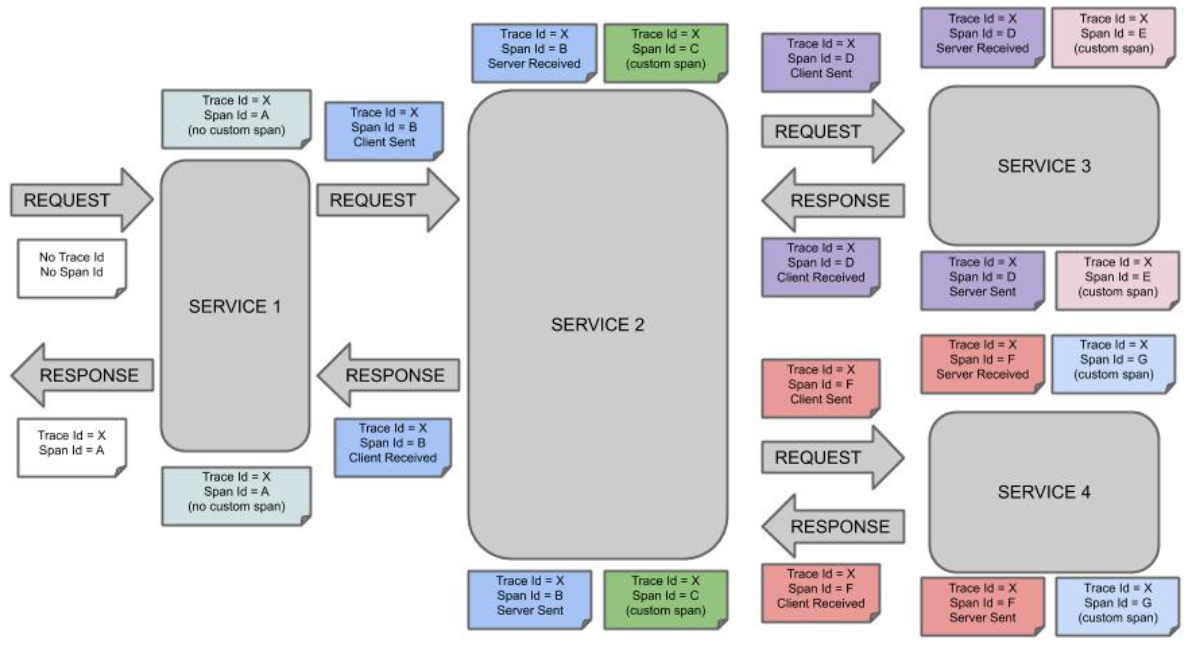 Trace Id = X
Span Id = B
Server Received
Trace Id = X
Span Id = C
(custom span)
Trace Id = X
Span Id = D
Client Sent
Trace Id = X
Span Id = D
Server Received
Trace Id = X
Span Id = E
(custom span)
Trace Id = X
Span Id = A
(no custom span)
Trace Id = X
Span Id = B
Client Sent
REQUEST
SERVICE 3
REQUEST
REQUEST
RESPONSE
No Trace Id
No Span Id
Trace Id = X
Span Id = D
Client Received
Trace Id = X
Span Id = D
Server Sent
Trace Id = X
Span Id = E
(custom span)
SERVICE 1
SERVICE 2
Trace Id = X
Span Id = F
Server Received
Trace Id = X
Span Id = G
(custom span)
RESPONSE
RESPONSE
Trace Id = X
Span Id = F
Client Sent
Trace Id = X
Span Id = A
Trace Id = X
Span Id = B
Client Received
REQUEST
Trace Id = X
Span Id = A
(no custom span)
SERVICE 4
RESPONSE
Trace Id = X
Span Id = B
Server Sent
Trace Id = X
Span Id = C
(custom span)
Trace Id = X
Span Id = F
Client Received
Trace Id = X
Span Id = F
Server Sent
Trace Id = X
Span Id = G
(custom span)